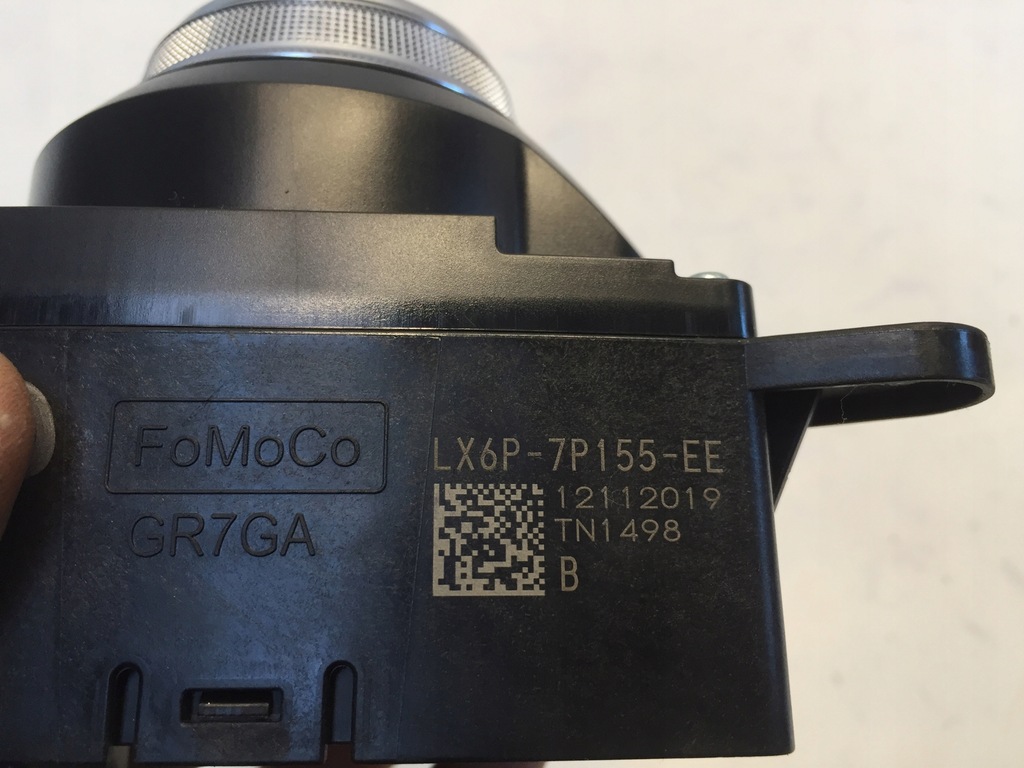 FoMoCo
GR7GA
LX6P-7P155-EE
12112019
TN1498
B